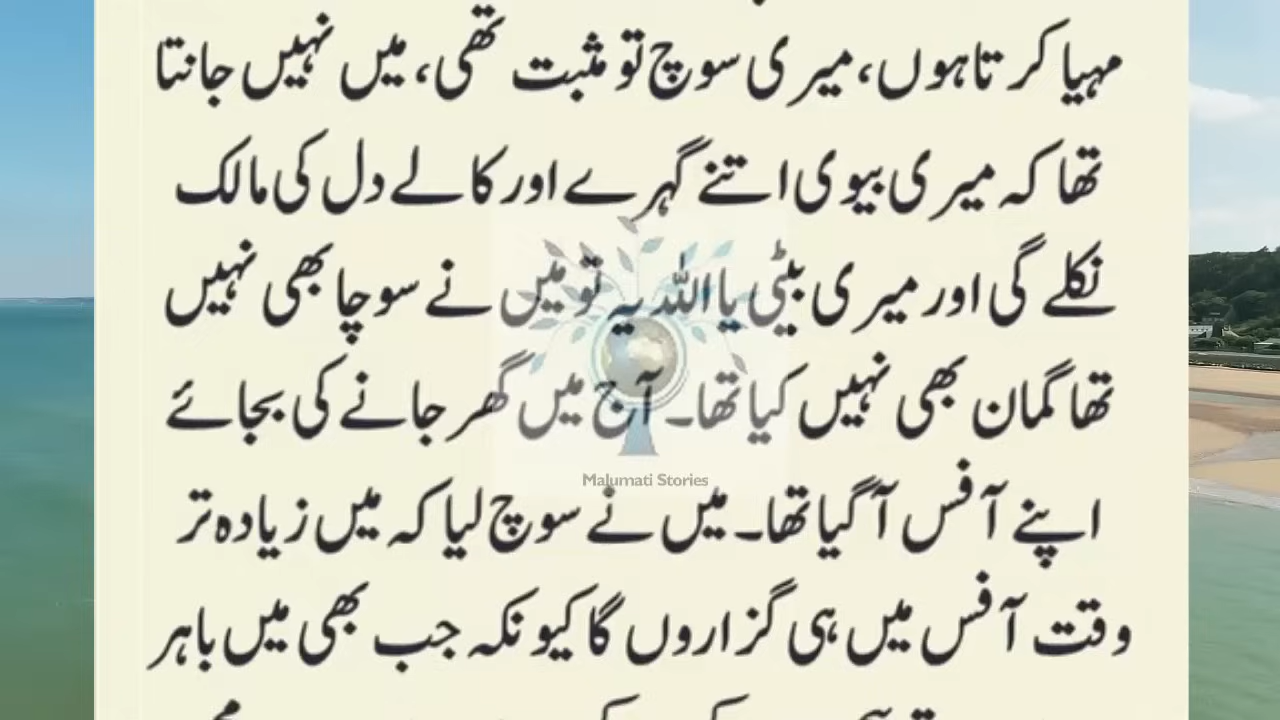 مہیا کرتا ہوں، میری سوچ تو مثبت تھی، میں نہیں جانتا
تھا کہ میری بیوی اتنے گہرے اور کالے دل کی مالک
نکلے گی اور میری بیٹی یا اللہ یہ تو میں نے سوچا بھی نہیں
تھا گمان بھی نہیں کیا تھا۔ آج میں گھر جانے کی بجائے
Malumati Stories
اپنے آفس آ گیا تھا۔ میں نے سوچ لیا کہ میں زیادہ تر
وقت آفس میں ہی گزاروں گا کیونکہ جب بھی میں باہر